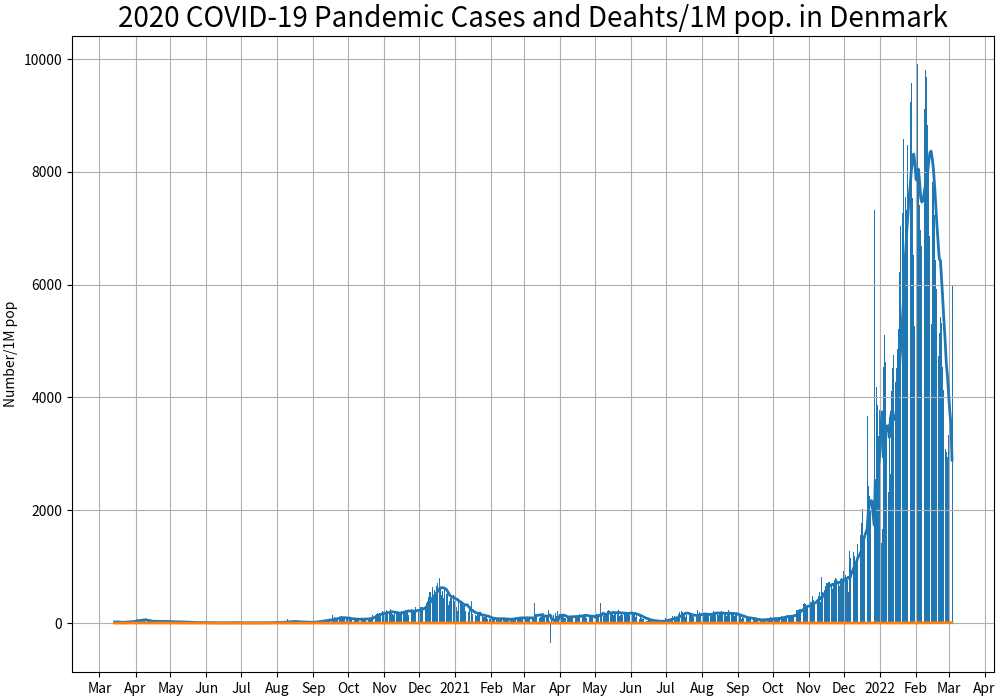 2020 COVID-19 Pandemic Cases and Deahts/1M pop. in Denmark
10000
8000
6000
4000
2000
0
Number/1M pop
Mar Apr May Jun Jul Aug Sep Oct Nov Dec 2021 Feb Mar Apr May Jun Jul Aug Sep Oct Nov Dec 2022 Feb Mar Apr